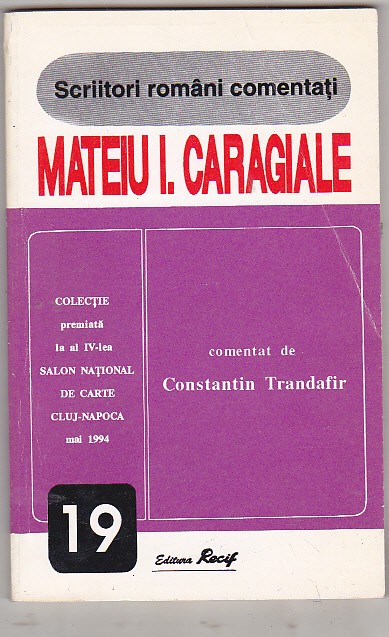 Scriitori români comentați
MATEIU I. CARAGIALE
COLECȚIE
premiată
la al IV-lea
SALON NAȚIONAL
DE CARTE
CLUJ-NAPOCA
mai 1994
comentat de
Constantin Trandafir
19
Editura Recif